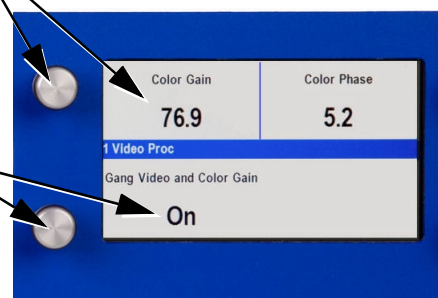 Color Gain Color Phase
76.9 5.2
1 Video Proc
Gang Video and Color Gain
On